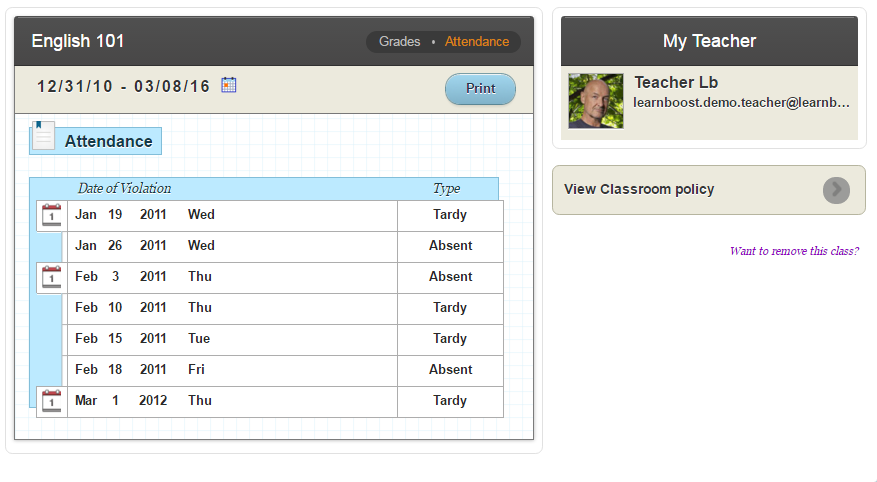 English 101
Grades • Attendance
12/31/10 - 03/08/16
Print
Attendance
Date of Violation Type
1 Jan 19 2011 Wed Tardy
Jan 26 2011 Wed Absent
1 Feb 3 2011 Thu Absent
Feb 10 2011 Thu Tardy
Feb 15 2011 Tue Tardy
Feb 18 2011 Fri Absent
1 Mar 1 2012 Thu Tardy
My Teacher
Teacher Lb
learnboost.demo.teacher@learnb...
View Classroom policy
Want to remove this class?